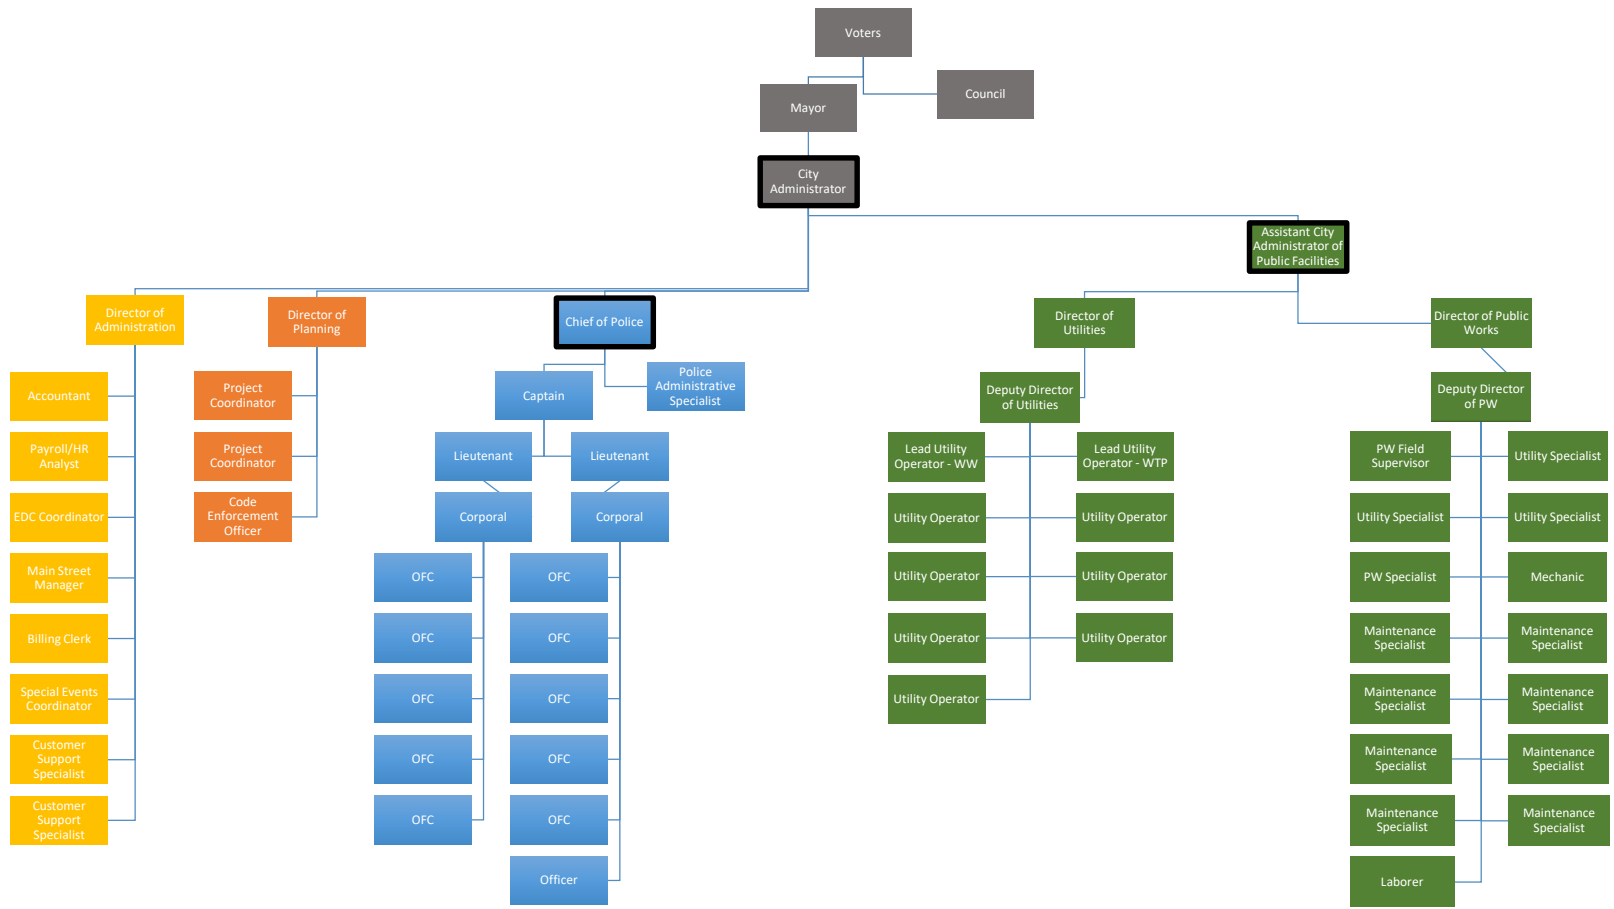 Voters
Council
Mayor
City
Administrator
Assistant City
Administrator of
Public Facilities
Director of
Administration
Director of
Planning
Chief of Police
Director of
Utilities
Director of Public
Works
Accountant
Payroll/HR
Analyst
EDC Coordinator
Main Street
Manager
Billing Clerk
Special Events
Coordinator
Customer
Support
Specialist
Customer
Support
Specialist
Project
Coordinator
Project
Coordinator
Code
Enforcement
Officer
Police
Administrative
Specialist
Captain
Lieutenant
Lieutenant
Corporal
Corporal
OFC
OFC
OFC
OFC
OFC
OFC
OFC
OFC
OFC
OFC
Officer
Deputy Director
of Utilities
Lead Utility
Operator - WW
Lead Utility
Operator - WTP
Utility Operator
Utility Operator
Utility Operator
Utility Operator
Utility Operator
Utility Operator
Utility Operator
Deputy Director
of PW
PW Field
Supervisor
Utility Specialist
Utility Specialist
Utility Specialist
PW Specialist
Mechanic
Maintenance
Specialist
Maintenance
Specialist
Maintenance
Specialist
Maintenance
Specialist
Maintenance
Specialist
Maintenance
Specialist
Maintenance
Specialist
Maintenance
Specialist
Laborer